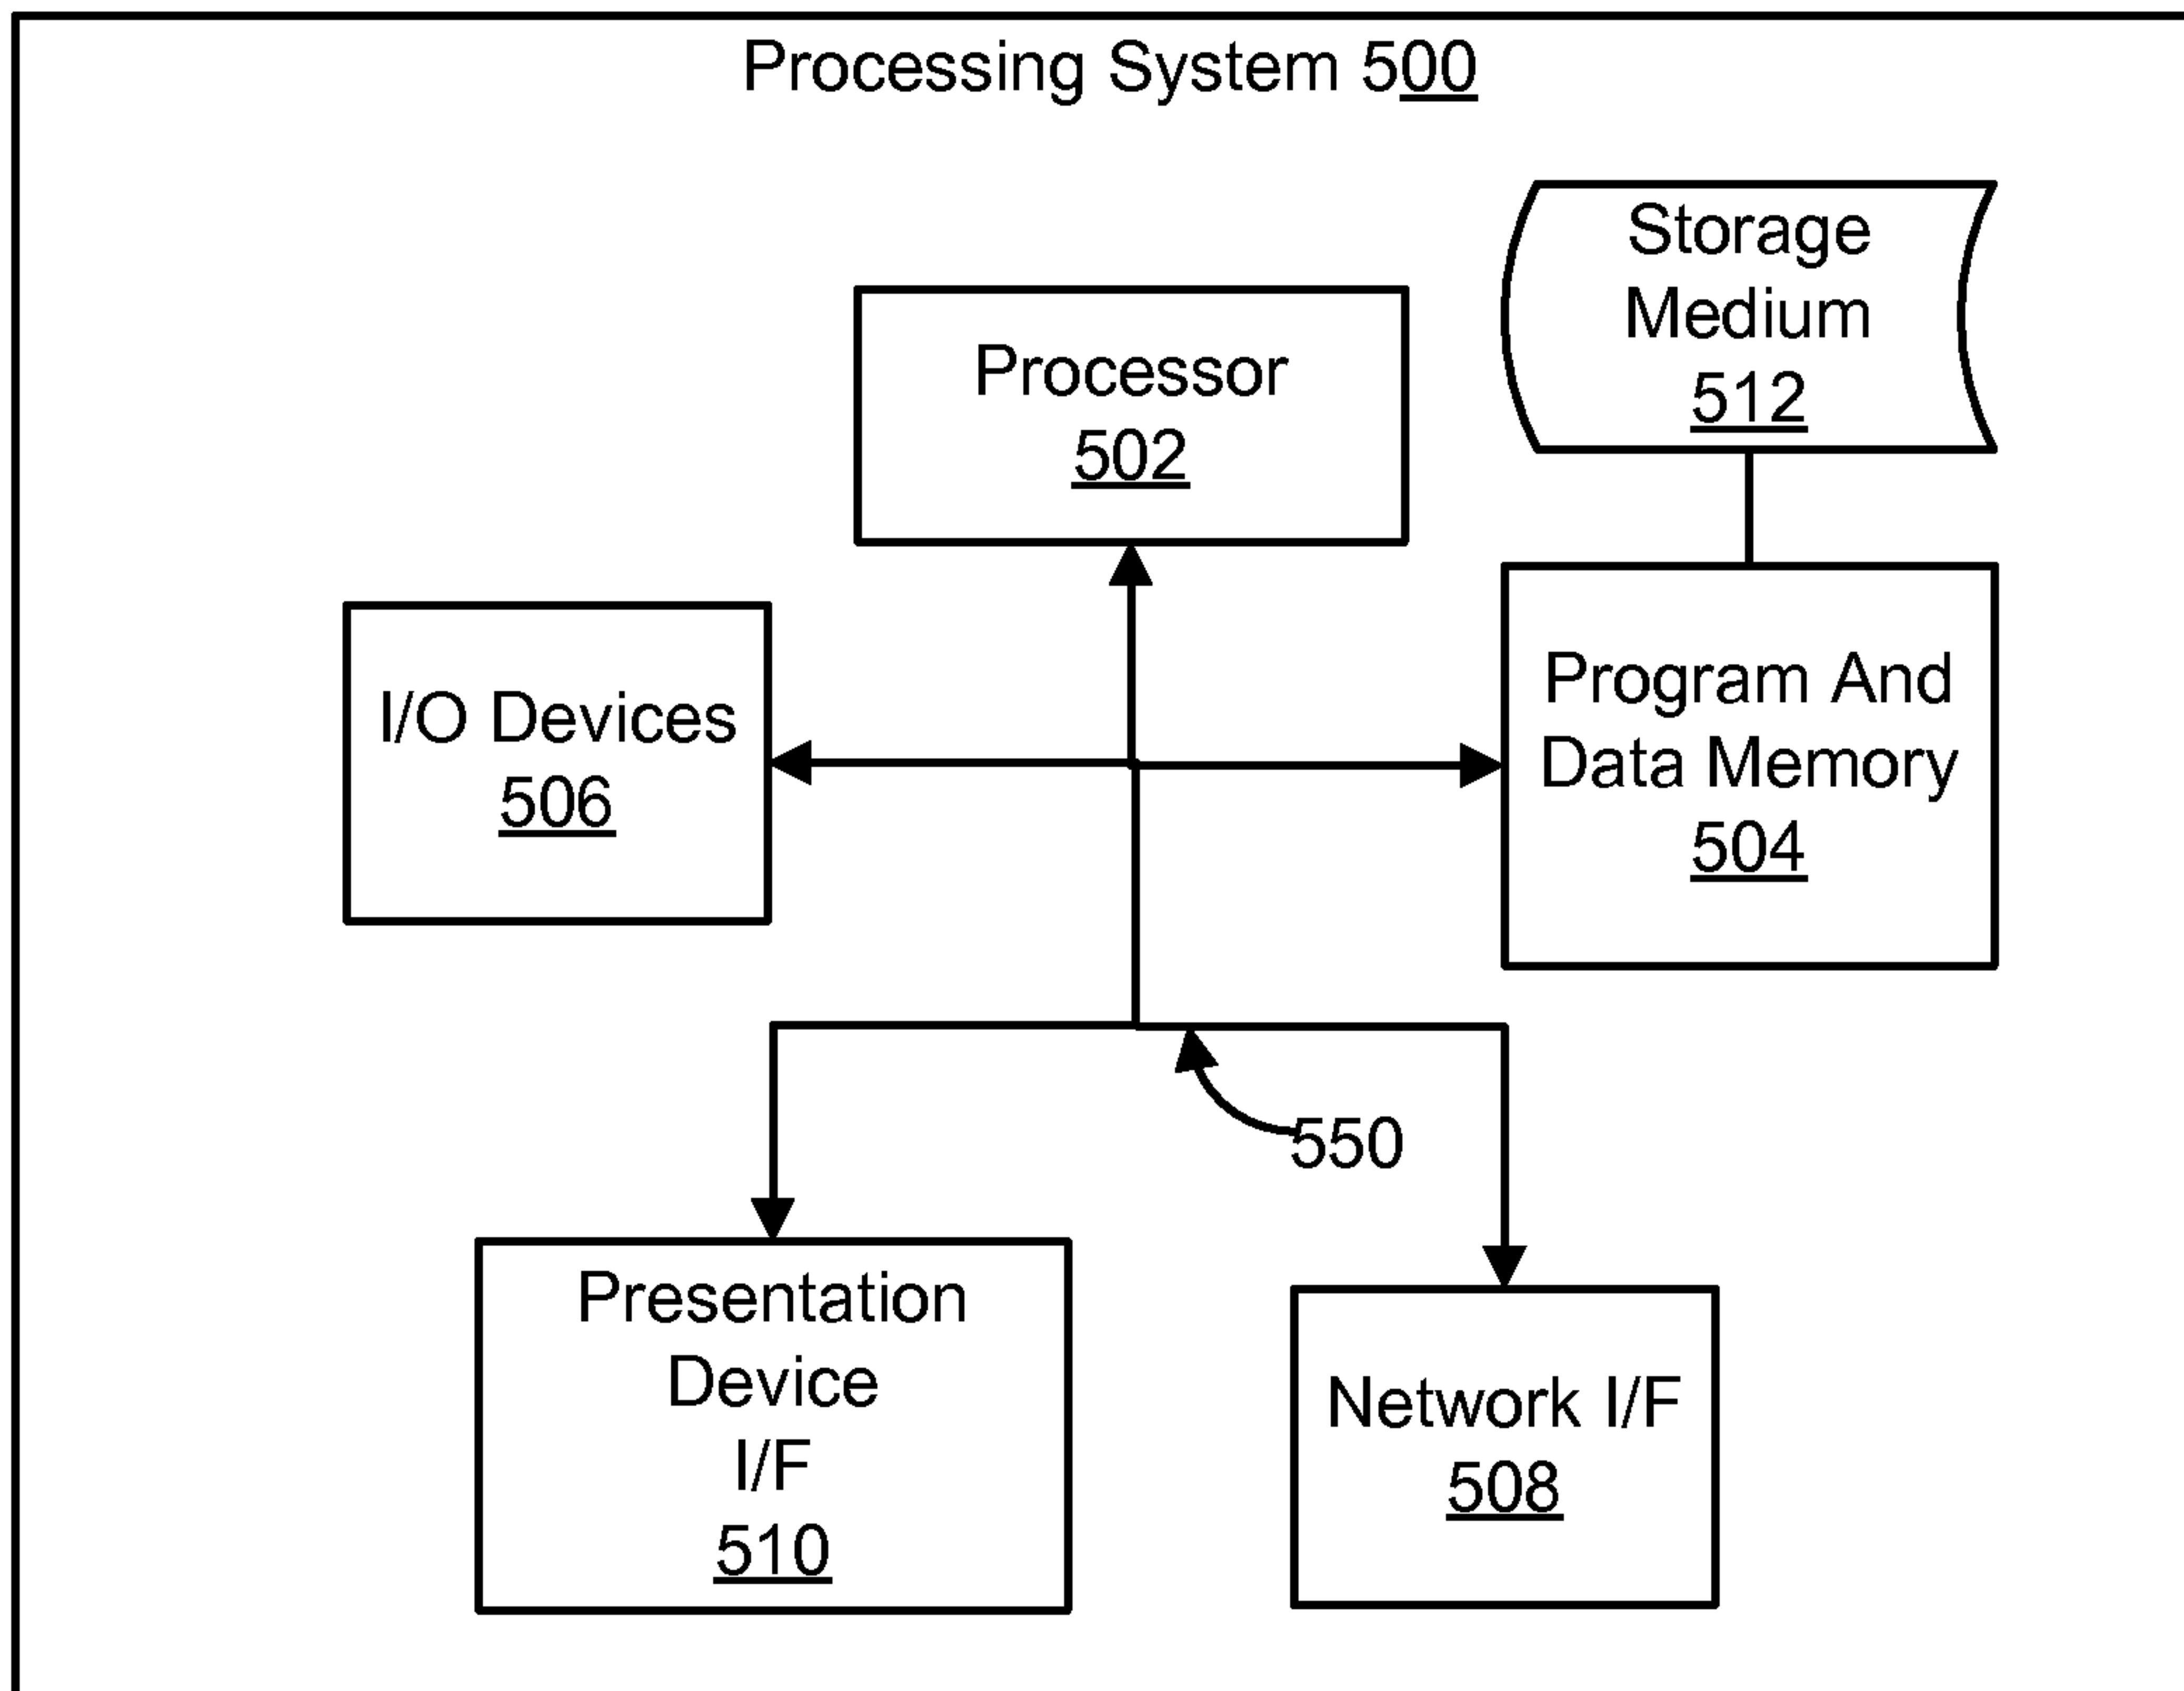 Processing System 500
Storage
Medium
512
Processor
502
I/O Devices
506
Program And
Data Memory
504
550
Presentation
Device
I/F
510
Network I/F
508